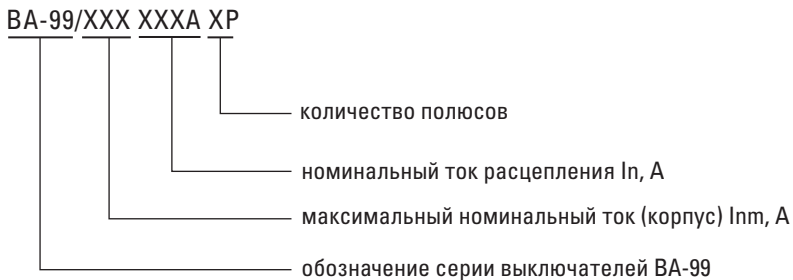 ВА-99/ХХХ ХХХА ХР
количество полюсов
номинальный ток расцепления In, А
максимальный номинальный ток (корпус) Inm, А
обозначение серии выключателей ВА-99